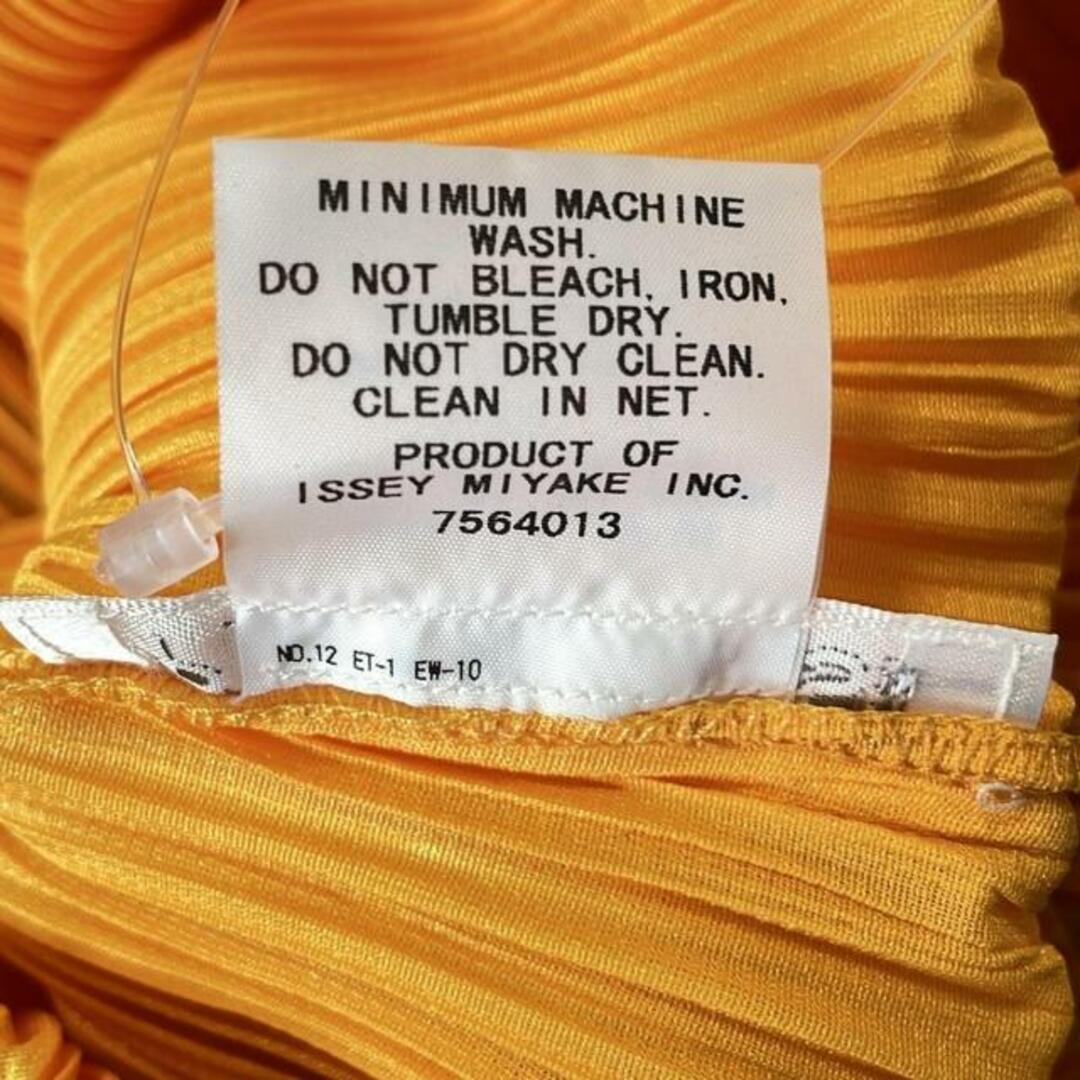 MINIMUM MACHINE
WASH.
DO NOT BLEACH, IRON,
TUMBLE DRY.
DO NOT DRY CLEAN.
CLEAN IN NET.
PRODUCT OF
ISSEY MIYAKE INC.
7564013
NO.12 ET-1 EW-10